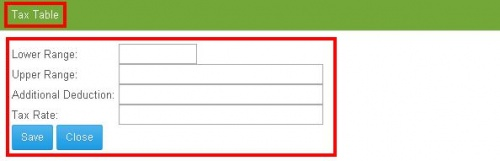 Tax Table
Lower Range:
Upper Range:
Additional Deduction:
Tax Rate:
Save Close